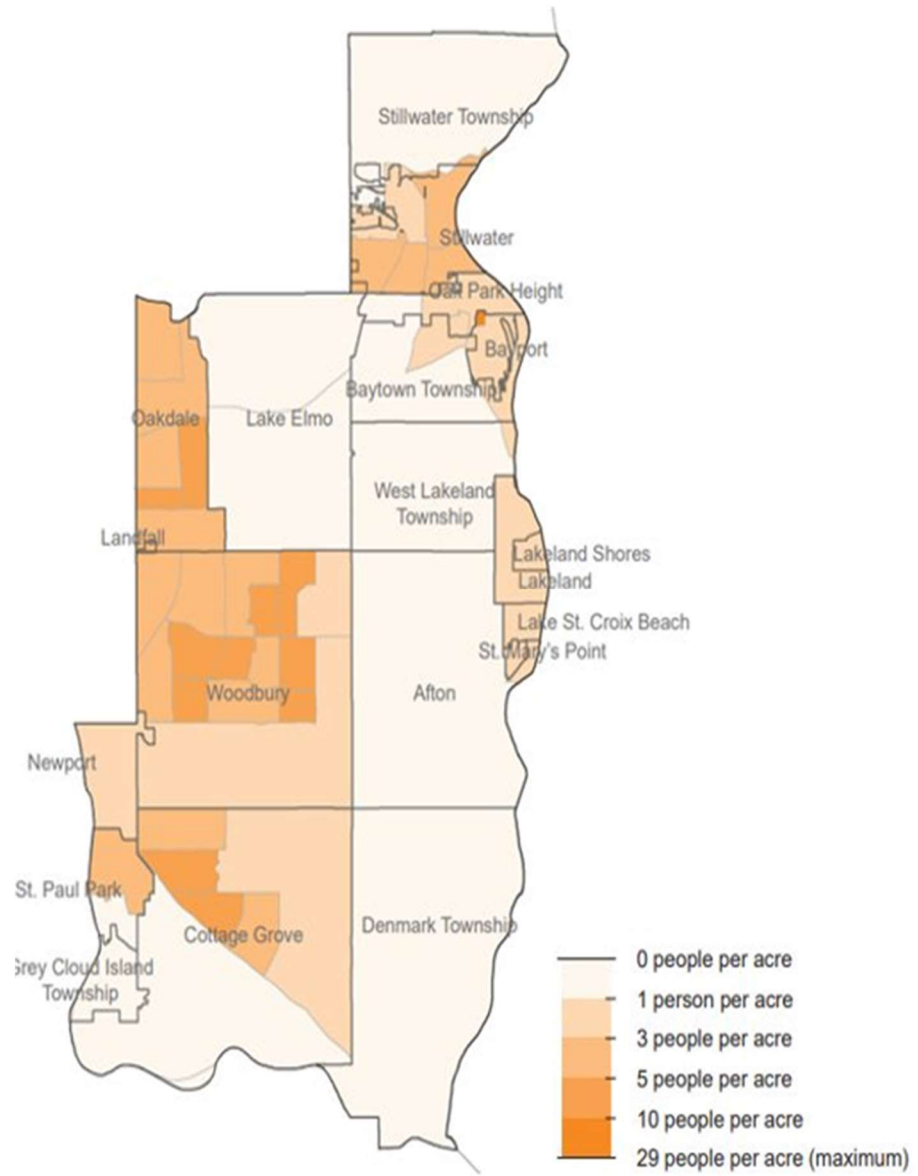 Stillwater Township
Stillwater
Oak Park Height
Bayport
Baytown Township
Oakdale
Lake Elmo
West Lakeland
Township
Landfall
Lakeland Shores
Lakeland
Lake St. Croix Beach
St. Mary's Point
Woodbury
Afton
Newport
St. Paul Park
Denmark Township
Cottage Grove
Grey Cloud Island
Township
0 people per acre
1 person per acre
3 people per acre
5 people per acre
10 people per acre
29 people per acre (maximum)